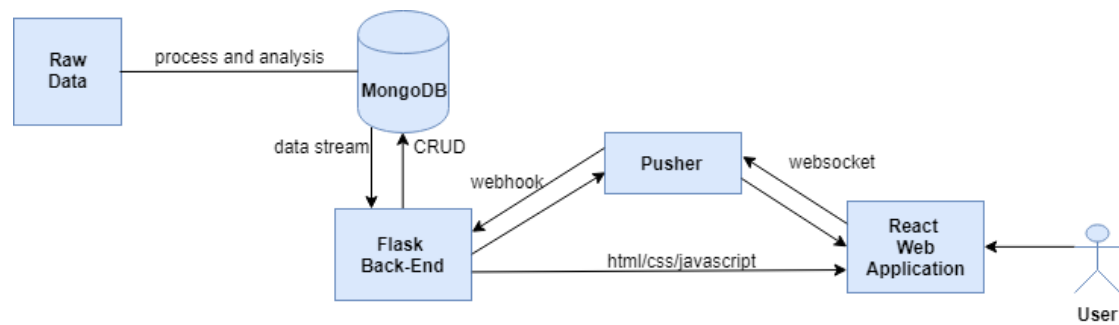 Raw
Data
process and analysis
MongoDB
data stream
CRUD
webhook
Pusher
websocket
Flask
Back-End
html/css/javascript
React
Web
Application
User